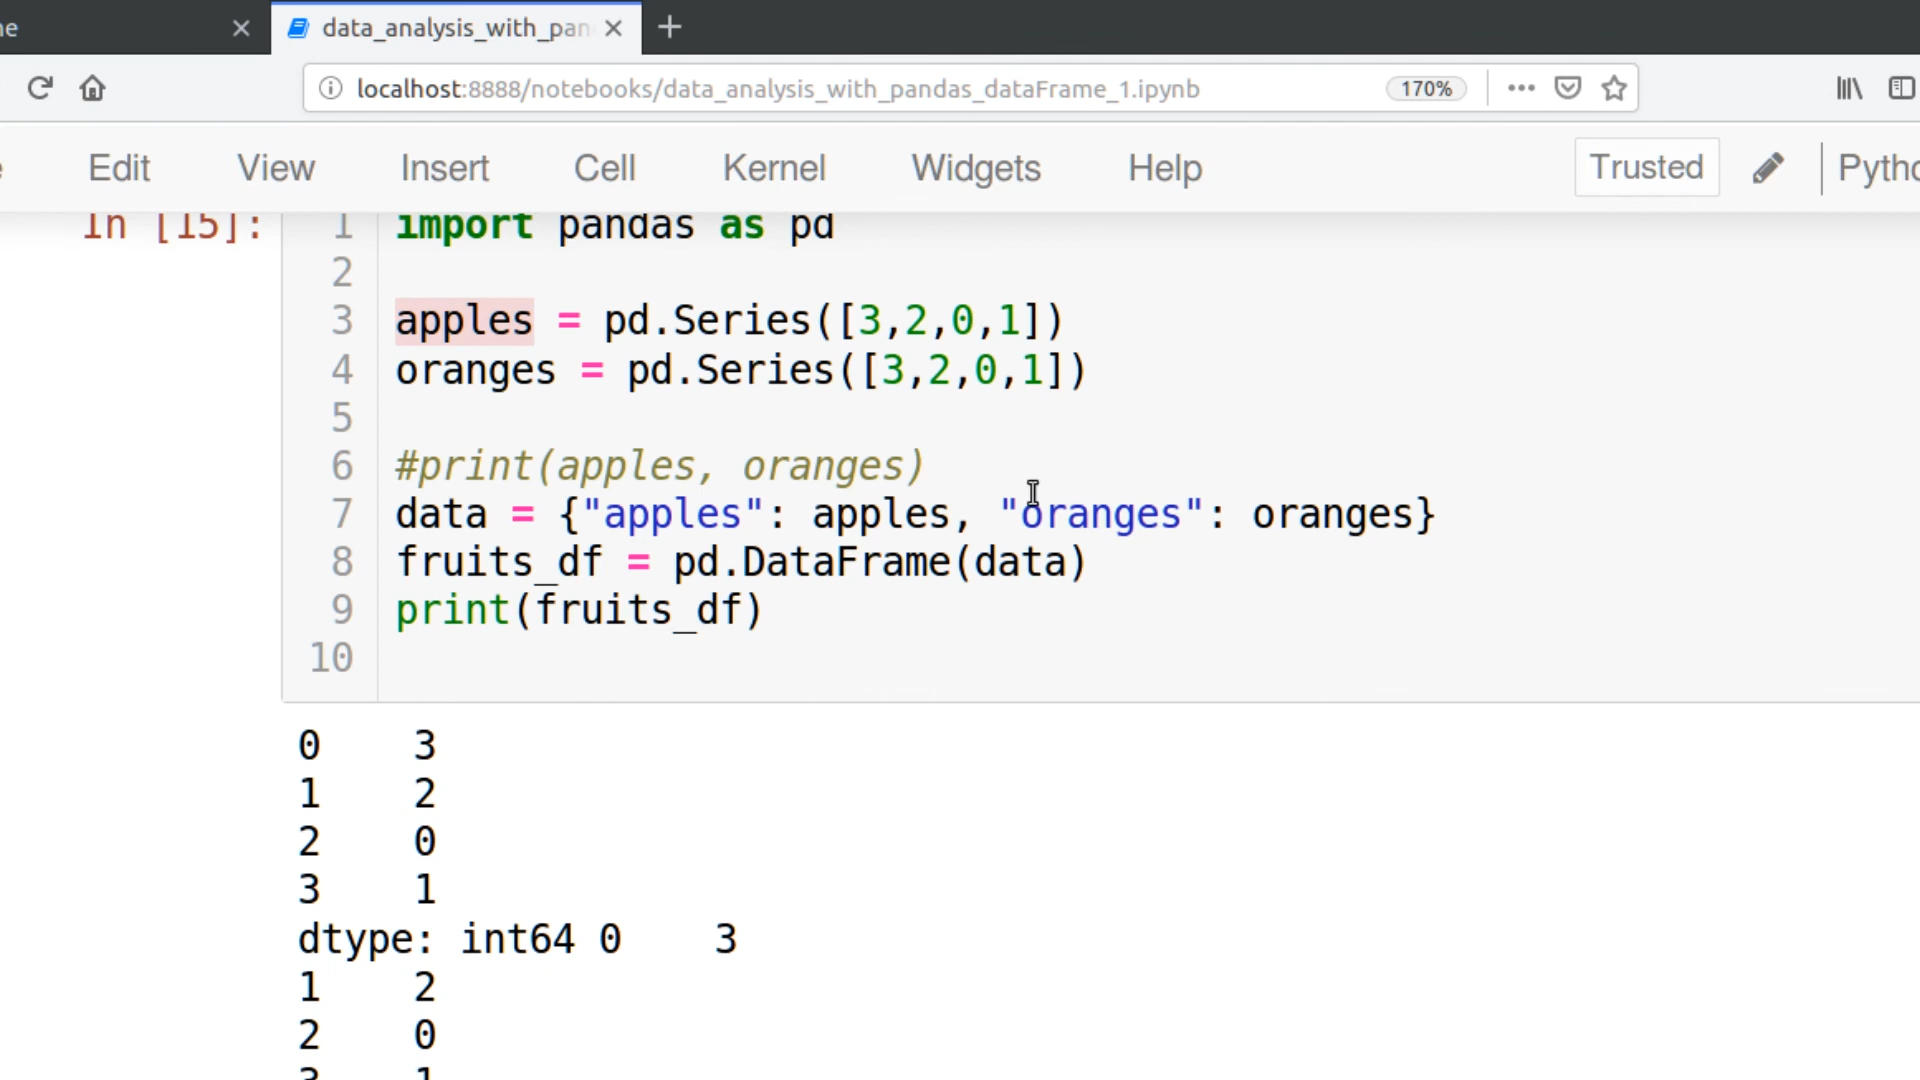 data_analysis_with_pan
localhost:8888/notebooks/data_analysis_with_pandas_dataFrame_1.ipynb 170%
Edit View Insert Cell Kernel Widgets Help Trusted
In [15]:
1 import pandas as pd
2
3 apples = pd.Series([3,2,0,1])
4 oranges = pd.Series([3,2,0,1])
5
6 #print(apples, oranges)
7 data = {"apples": apples, "oranges": oranges}
8 fruits_df = pd.DataFrame(data)
9 print(fruits_df)
10
0 3
1 2
2 0
3 1
dtype: int64 0 3
1 2
2 0
3 1